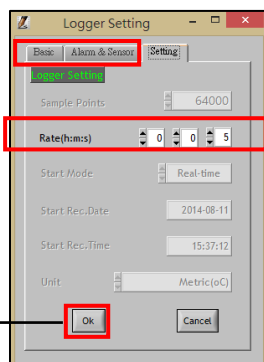 Logger Setting
Basic Alarm & Sensor Setting
Logger Setting
Sample Points 64000
Rate(h:m:s) 0 0 5
Start Mode Real-time
Start Rec.Date 2014-08-11
Start Rec.Time 15:37:12
Unit Metric(oC)
Ok Cancel